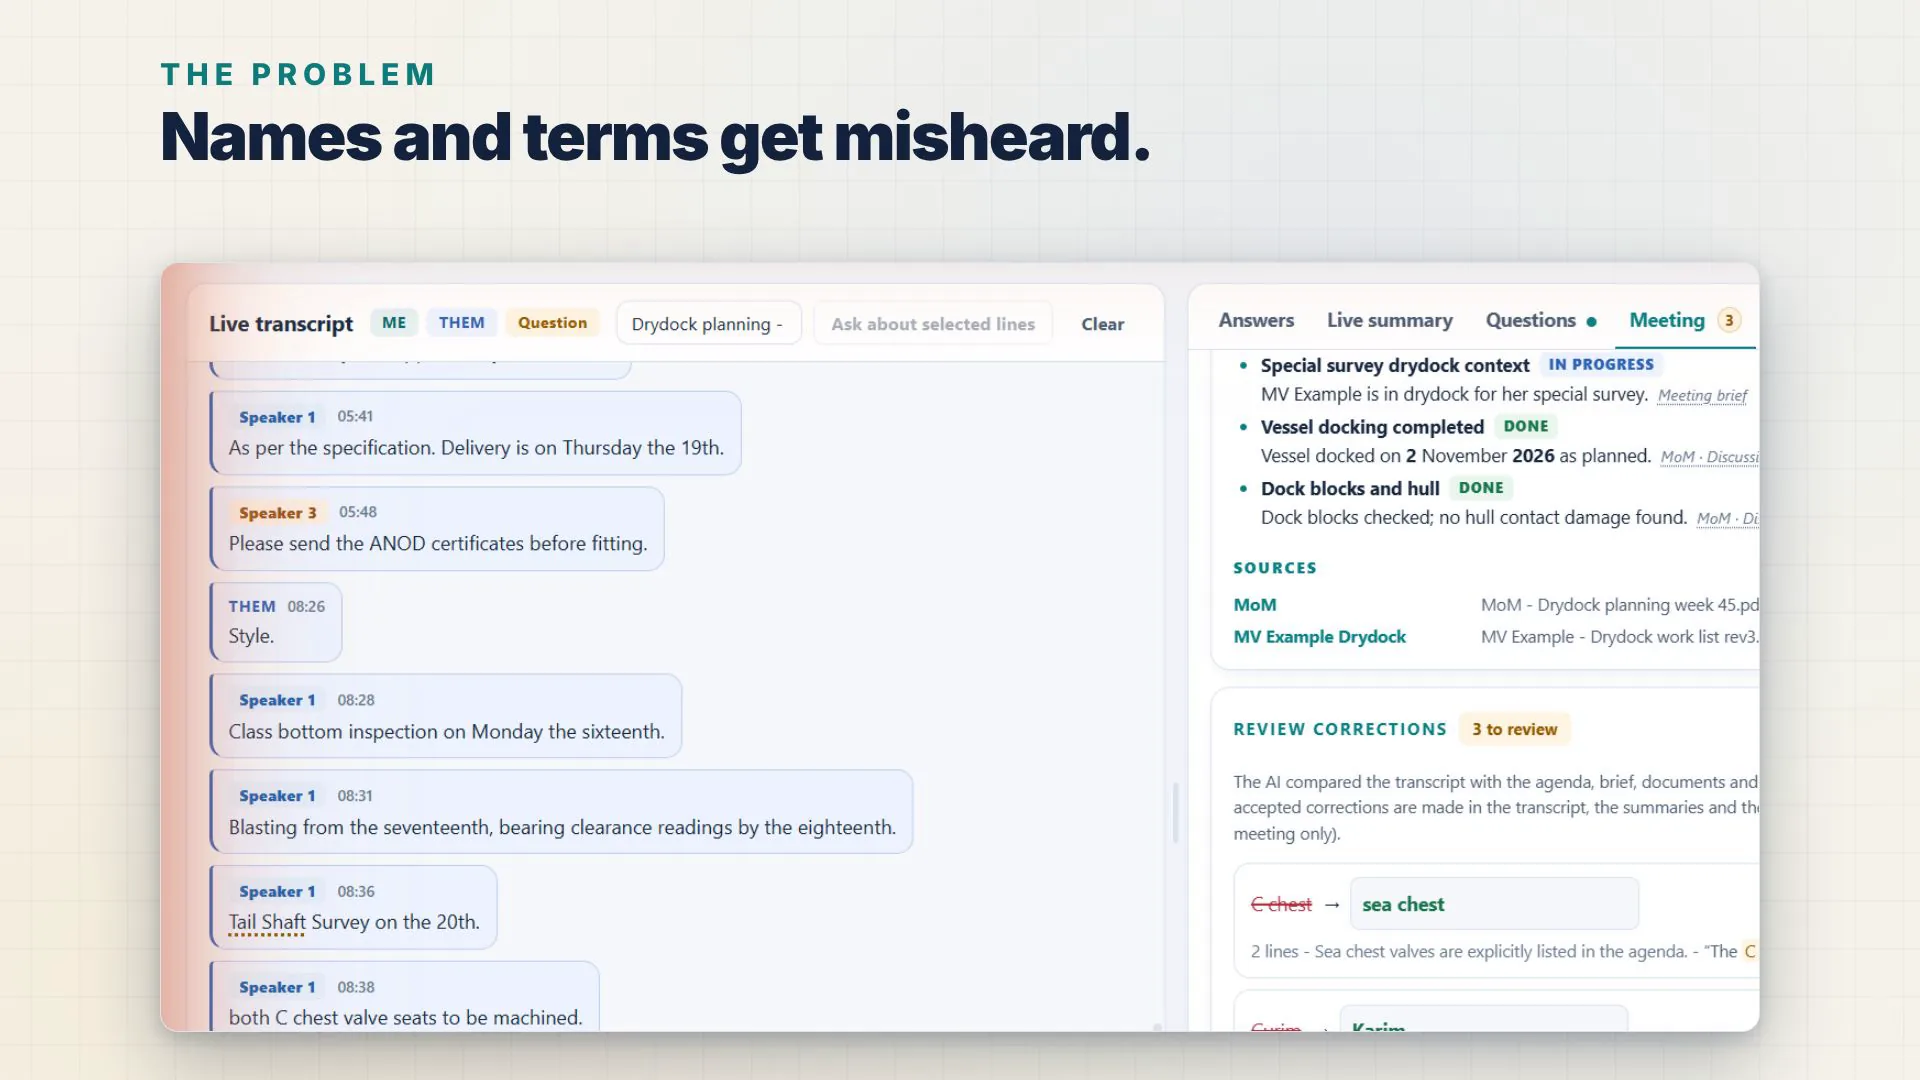 THE PROBLEM
Names and terms get misheard.
Live transcript ME THEM Question Drydock planning - Ask about selected lines Clear
Speaker 1 05:41
As per the specification. Delivery is on Thursday the 19th.
Speaker 3 05:48
Please send the ANOD certificates before fitting.
THEM 08:26
Style.
Speaker 1 08:28
Class bottom inspection on Monday the sixteenth.
Speaker 1 08:31
Blasting from the seventeenth, bearing clearance readings by the eighteenth.
Speaker 1 08:36
Tail Shaft Survey on the 20th.
Speaker 1 08:38
both C chest valve seats to be machined.
Answers Live summary Questions Meeting 3
Special survey drydock context IN PROGRESS
MV Example is in drydock for her special survey. Meeting brief
Vessel docking completed DONE
Vessel docked on 2 November 2026 as planned. MoM · Discussi
Dock blocks and hull DONE
Dock blocks checked; no hull contact damage found. MoM · Di
SOURCES
MoM MoM - Drydock planning week 45.pd
MV Example Drydock MV Example - Drydock work list rev3.
REVIEW CORRECTIONS 3 to review
The AI compared the transcript with the agenda, brief, documents and
accepted corrections are made in the transcript, the summaries and the
meeting only).
C chest → sea chest
2 lines - Sea chest valves are explicitly listed in the agenda. - "The C
Karim